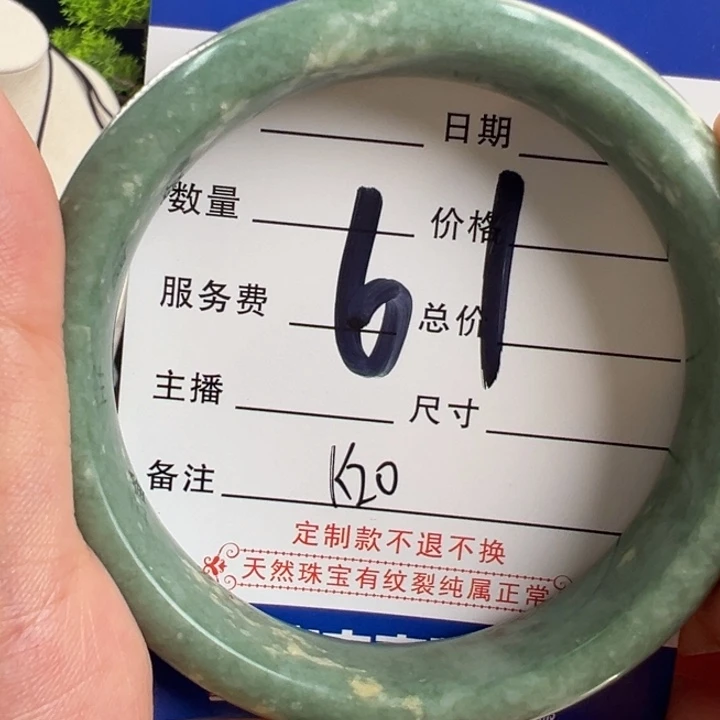 日期
数量 价格
61
服务费 总价
主播 尺寸
备注 K20
定制款不退不换
天然珠宝有纹裂纯属正常